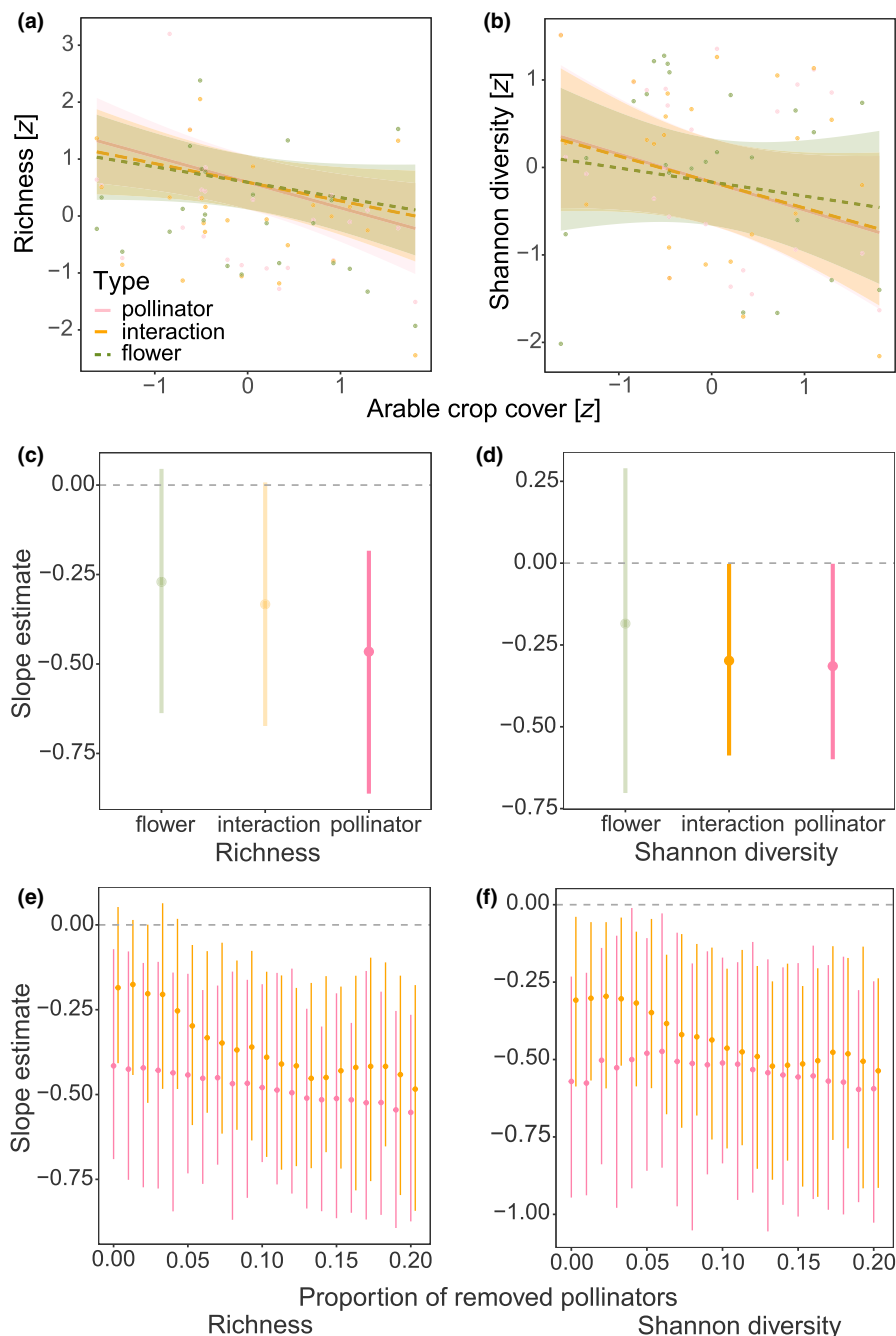 (a)
Richness [z]
3
2
1
0
−1
−2
Type
pollinator
interaction
flower
−1
0
1
(b)
Shannon diversity [z]
1
0
−1
−2
−1
0
1
Arable crop cover [z]
(c)
Slope estimate
0.00
−0.25
−0.50
−0.75
flower interaction pollinator
Richness
(d)
0.25
0.00
−0.25
−0.50
−0.75
flower interaction pollinator
Shannon diversity
(e)
Slope estimate
0.00
−0.25
−0.50
−0.75
0.00 0.05 0.10 0.15 0.20
(f)
0.00
−0.25
−0.50
−0.75
−1.00
0.00 0.05 0.10 0.15 0.20
Proportion of removed pollinators
Richness
Shannon diversity